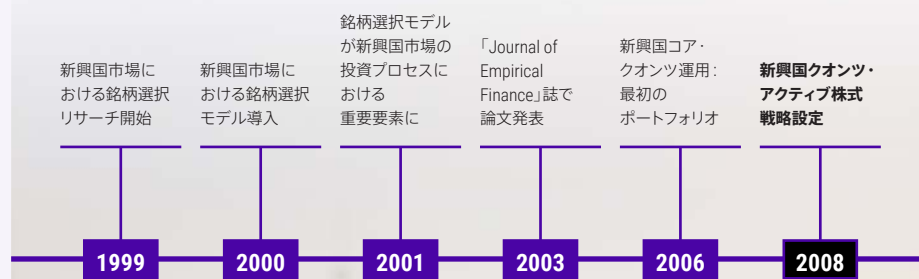 新興国市場に
おける銘柄選択
リサーチ開始
1999
新興国市場に
おける銘柄選択
モデル導入
2000
銘柄選択モデル
が新興国市場の
投資プロセスに
おける
重要要素に
2001
「Journal of
Empirical
Finance」誌で
論文発表
2003
新興国コア・
クオンツ運用：
最初の
ポートフォリオ
2006
新興国クオンツ・
アクティブ株式
戦略設定
2008